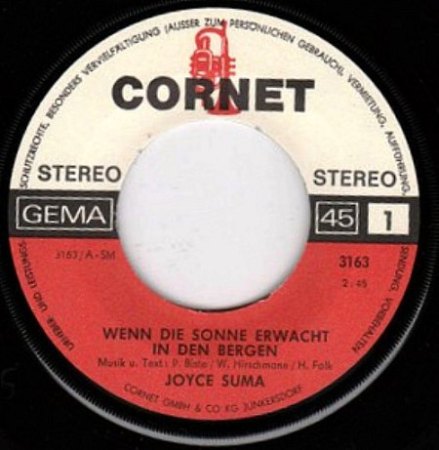 URHEBER UND LEISTUNGSSCHUTZRECHTE, BESONDERS VERVIELFÄLTIGUNG (AUSSER ZUM PERSÖNLICHEN GEBRAUCH), VERMIETUNG, AUFFÜHRUNG, SENDUNG, VORBEHALTEN
CORNET
STEREO STEREO
GEMA 45 1
3163/A-SM 3163
2:45
WENN DIE SONNE ERWACHT
IN DEN BERGEN
Musik u. Text: P. Biste / W. Hirschmann / H. Falk
JOYCE SUMA
CORNET GMBH & CO KG JUNKERSDORF